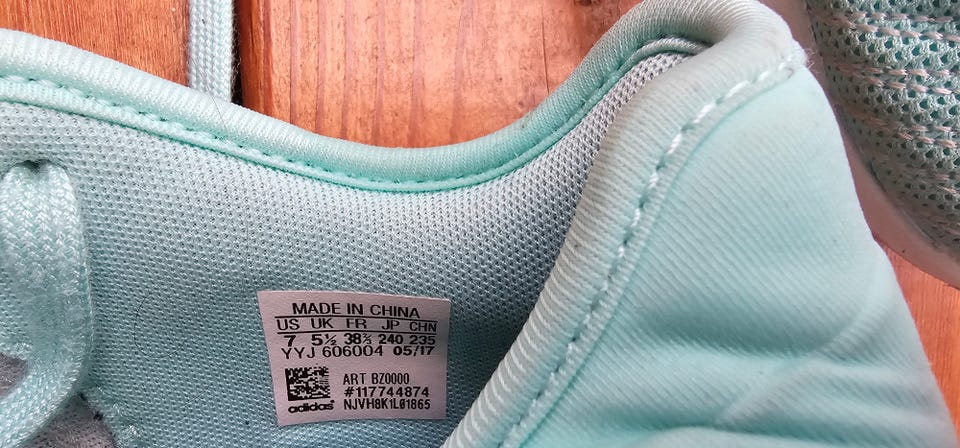 MADE IN CHINA
US UK FR JP CHN
7 5½ 38⅔ 240 235
YYJ 606004 05/17
ART BZ0000
#117744874
adidas NJVH8K1L01865